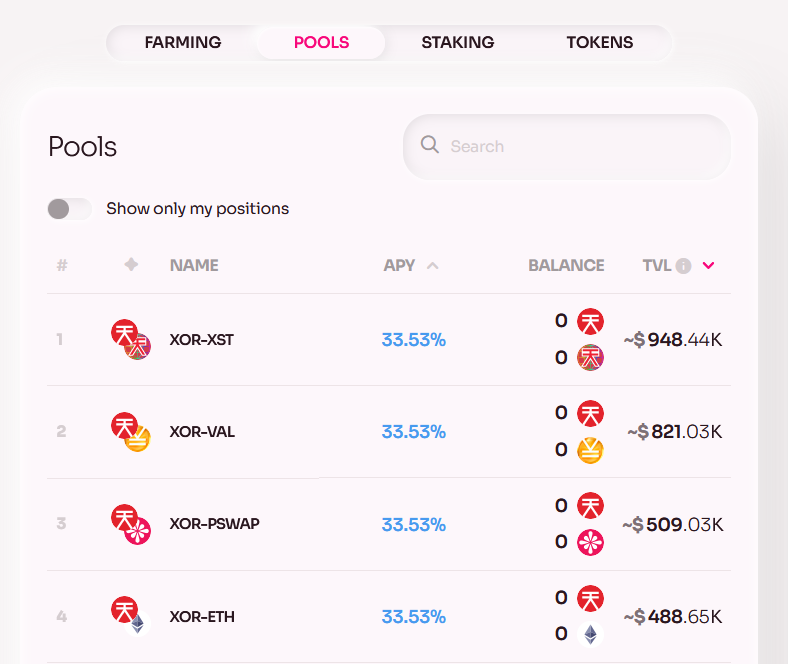 FARMING POOLS STAKING TOKENS
Pools
Search
Show only my positions
# NAME APY BALANCE TVL
1 XOR-XST 33.53% 0 0 ~$948.44K
2 XOR-VAL 33.53% 0 0 ~$821.03K
3 XOR-PSWAP 33.53% 0 0 ~$509.03K
4 XOR-ETH 33.53% 0 0 ~$488.65K